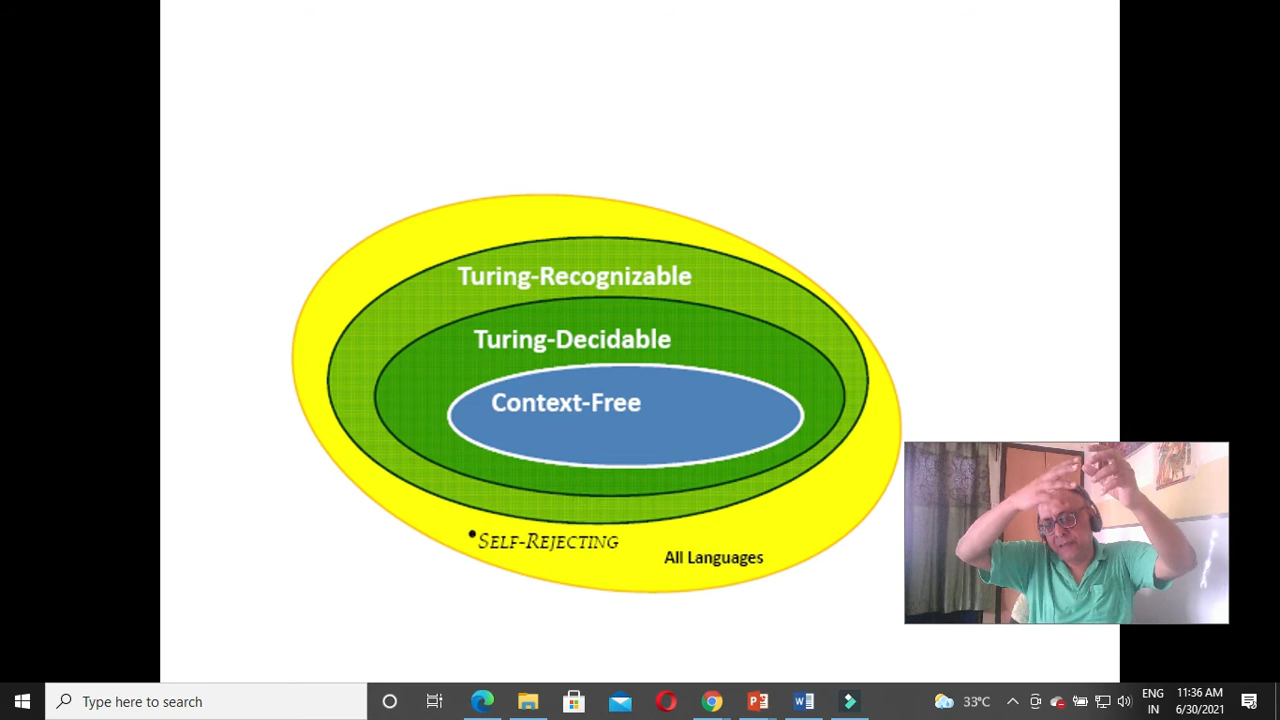 Turing-Recognizable
Turing-Decidable
Context-Free
•SELF-REJECTING
All Languages
Type here to search
33°C
ENG
IN
11:36 AM
6/30/2021